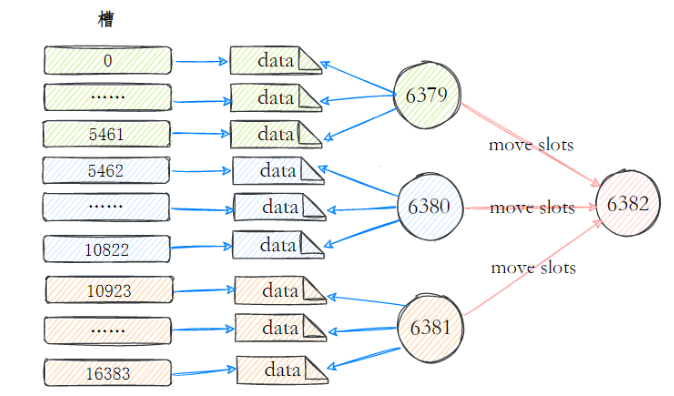 槽
0 data
…… data 6379
5461 data
move slots
5462 data
…… data 6380 move slots 6382
10822 data
move slots
10923 data
…… data 6381
16383 data